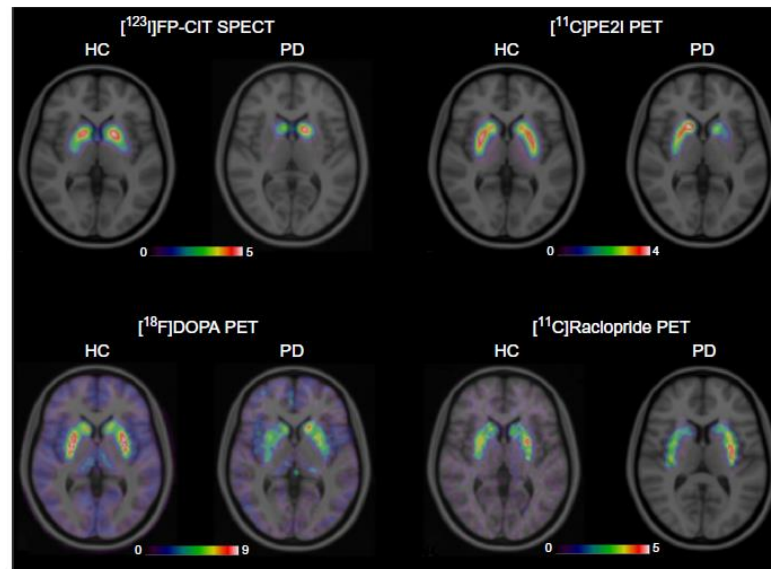 [¹²³I]FP-CIT SPECT
HC PD
0 5
[¹¹C]PE2I PET
HC PD
0 4
[¹⁸F]DOPA PET
HC PD
0 9
[¹¹C]Raclopride PET
HC PD
0 5